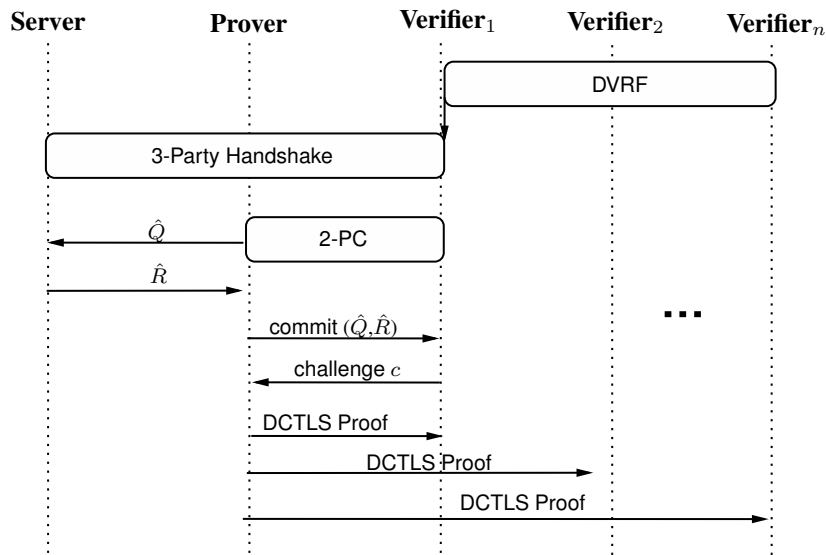 Server Prover Verifier₁ Verifier₂ Verifierₙ
DVRF
3-Party Handshake
Q̂ 2-PC
R̂
...
commit (Q̂,R̂)
challenge c
DCTLS Proof
DCTLS Proof
DCTLS Proof